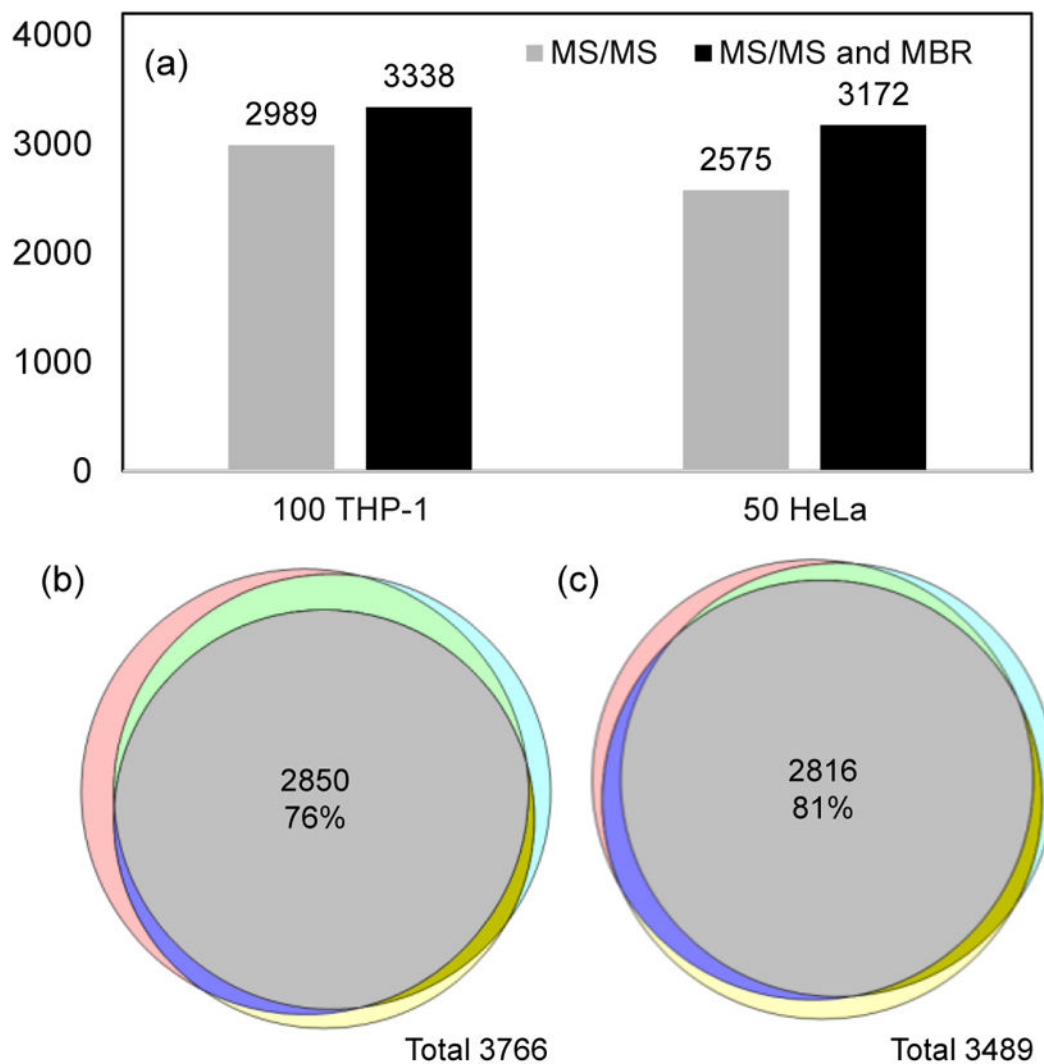 4000
3000
2000
1000
0
(a)
MS/MS
MS/MS and MBR
2989
3338
2575
3172
100 THP-1
50 HeLa
(b)
2850
76%
Total 3766
(c)
2816
81%
Total 3489